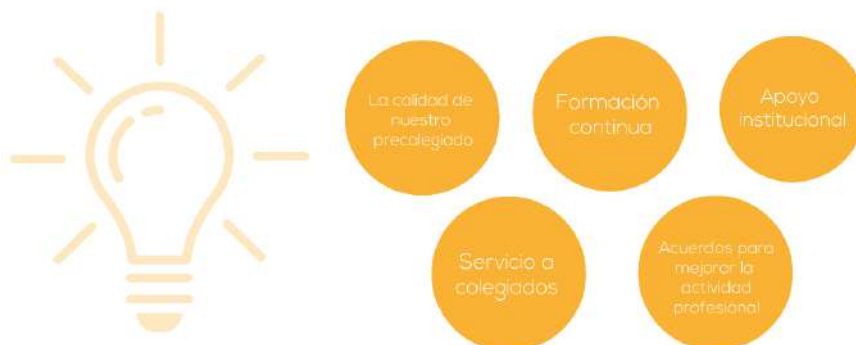 La calidad de
nuestro
precolegiado
Formación
continua
Apoyo
institucional
Servicio a
colegiados
Acuerdos para
mejorar la
actividad
profesional